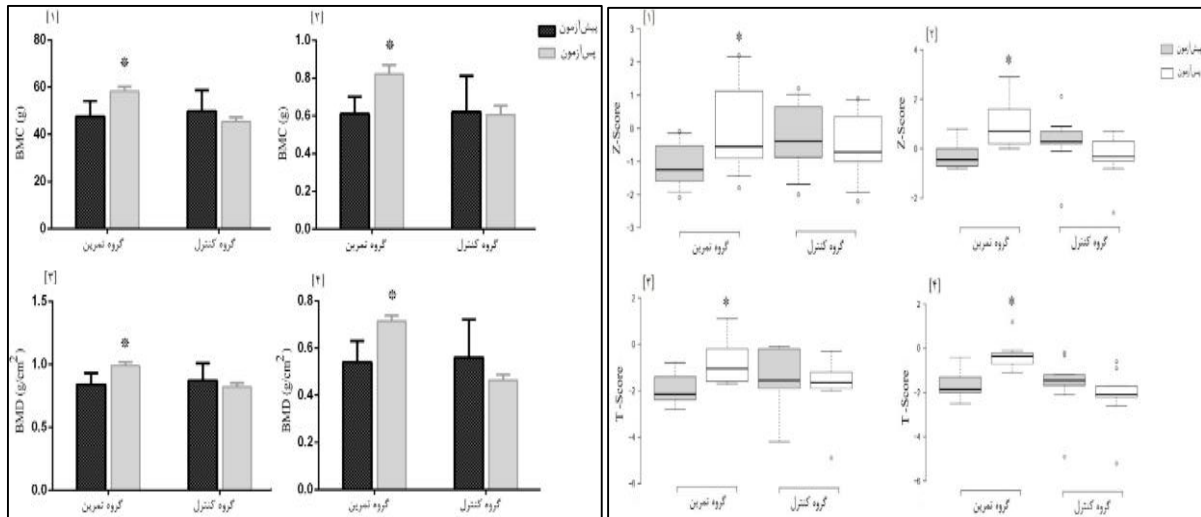 [۱]
BMC (g)
80
60
40
20
0
*
گروه تمرین
گروه کنترل
[۲]
BMC (g)
1.0
0.8
0.6
0.4
0.2
0.0
*
گروه تمرین
گروه کنترل
پیش‌آزمون
پس‌آزمون
[۳]
BMD (g/cm²)
1.5
1.0
0.5
0.0
*
گروه تمرین
گروه کنترل
[۴]
BMD (g/cm²)
0.8
0.6
0.4
0.2
0.0
*
گروه تمرین
گروه کنترل
[۱]
Z-Score
3
2
1
0
-1
-2
-3
*
گروه تمرین
گروه کنترل
[۲]
Z-Score
4
2
0
-2
*
گروه تمرین
گروه کنترل
پیش‌آزمون
پس‌آزمون
[۳]
T-Score
2
0
-2
-4
-6
*
گروه تمرین
گروه کنترل
[۴]
T-Score
2
0
-2
-4
-6
*
گروه تمرین
گروه کنترل